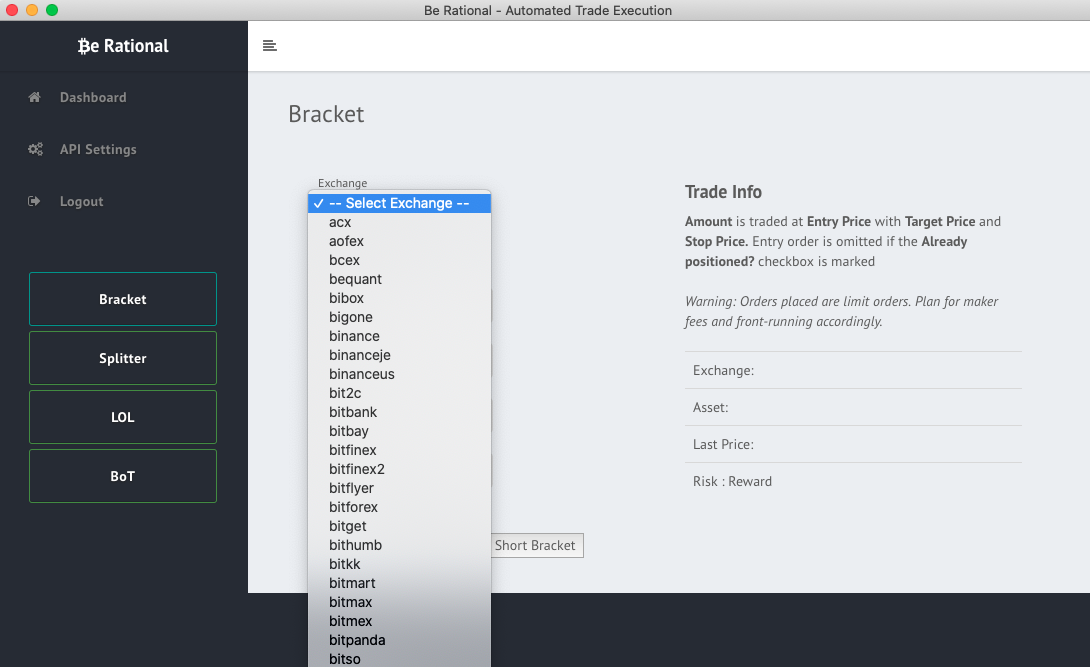 Be Rational - Automated Trade Execution
₿e Rational
Dashboard
API Settings
Logout
Bracket
Splitter
LOL
BoT
Bracket
Exchange
-- Select Exchange --
acx
aofex
bcex
bequant
bibox
bigone
binance
binanceje
binanceus
bit2c
bitbank
bitbay
bitfinex
bitfinex2
bitflyer
bitforex
bitget
bithumb
bitkk
bitmart
bitmax
bitmex
bitpanda
bitso
Short Bracket
Trade Info
Amount is traded at Entry Price with Target Price and
Stop Price. Entry order is omitted if the Already
positioned? checkbox is marked
Warning: Orders placed are limit orders. Plan for maker
fees and front-running accordingly.
Exchange:
Asset:
Last Price:
Risk : Reward